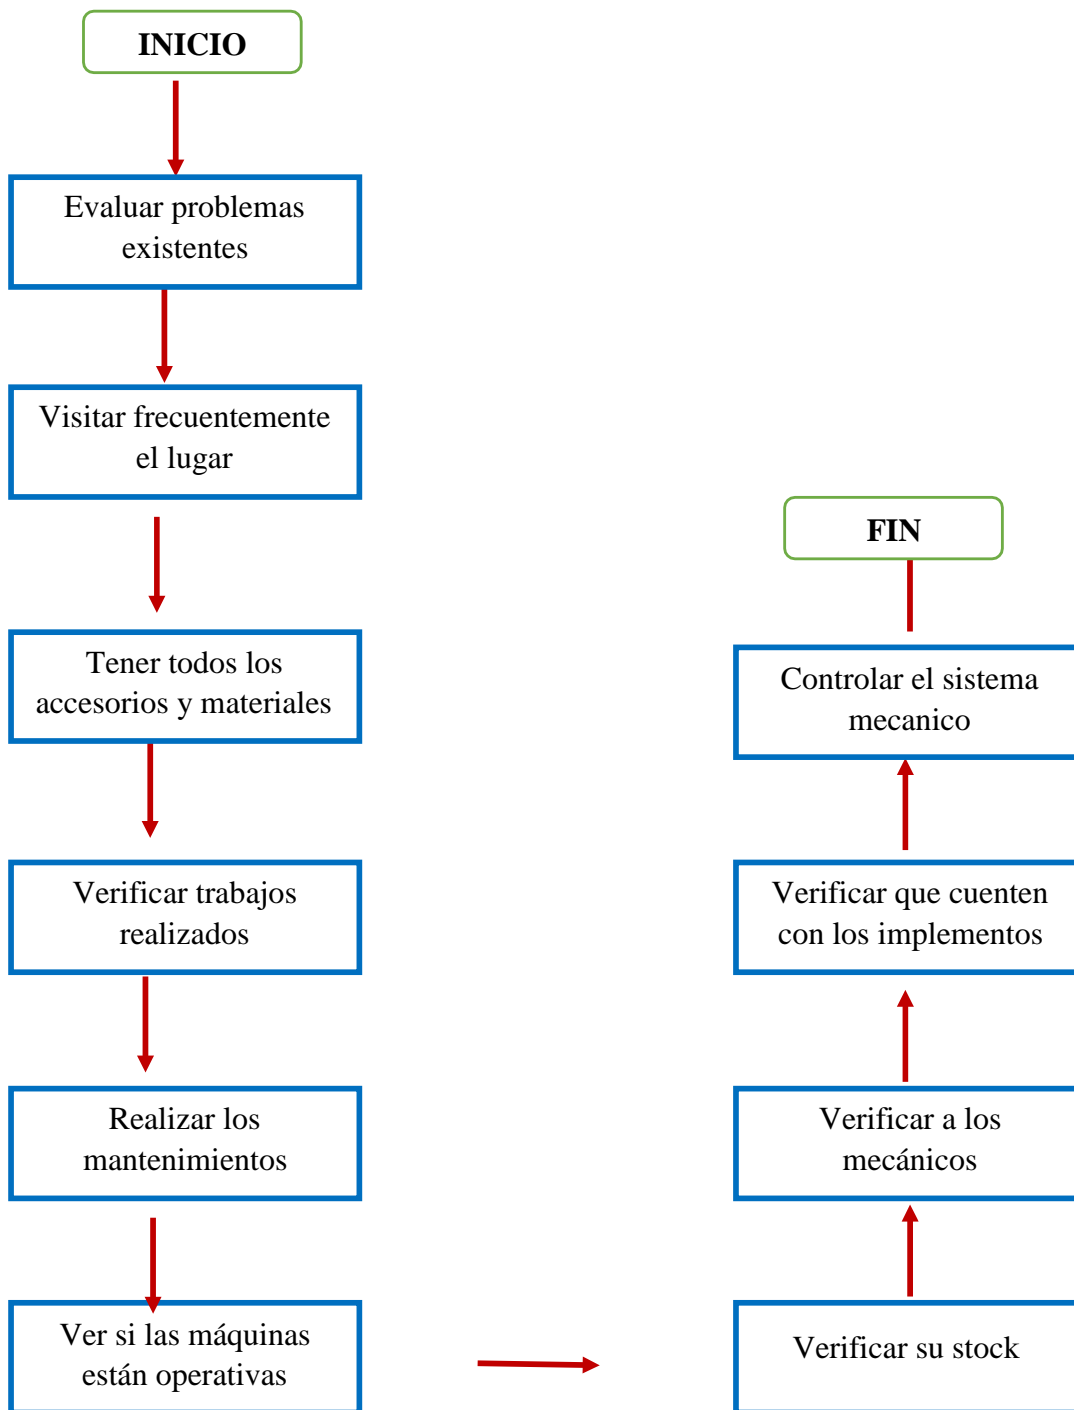 INICIO
Evaluar problemas
existentes
Visitar frecuentemente
el lugar
Tener todos los
accesorios y materiales
Verificar trabajos
realizados
Realizar los
mantenimientos
Ver si las máquinas
están operativas
Verificar su stock
Verificar a los
mecánicos
Verificar que cuenten
con los implementos
Controlar el sistema
mecanico
FIN